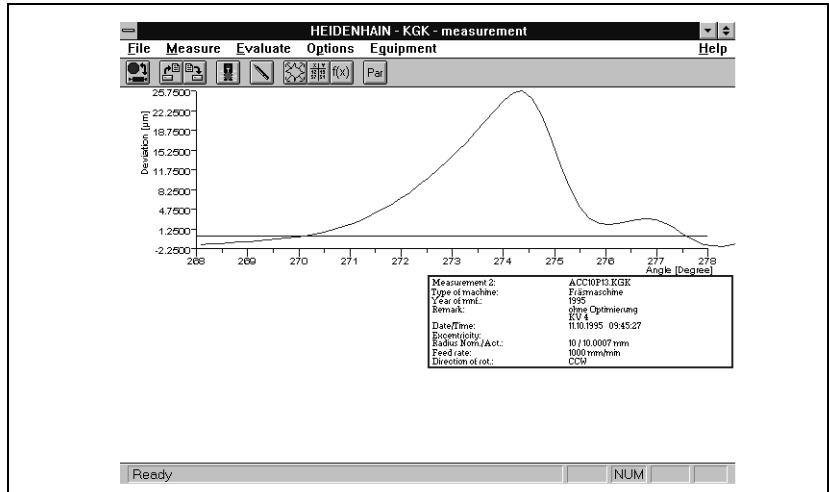 HEIDENHAIN - KGK - measurement
File Measure Evaluate Options Equipment Help
f(x) Par
25.7500
22.2500
18.7500
15.2500
11.7500
8.2500
4.7500
1.2500
-2.2500
Deviation [µm]
268 269 270 271 272 273 274 275 276 277 278
Angle [Degree]
Measurement 2: ACC10P13.KGK
Type of machine: Fräsmaschine
Year of mnf.: 1995
Remark: ohne Optimierung
KV 4
Date/Time: 11.10.1995 09:45:27
Excentricity:
Radius Nom./Act.: 10 / 10.0007 mm
Feed rate: 1000 mm/min
Direction of rot.: CCW
Ready NUM